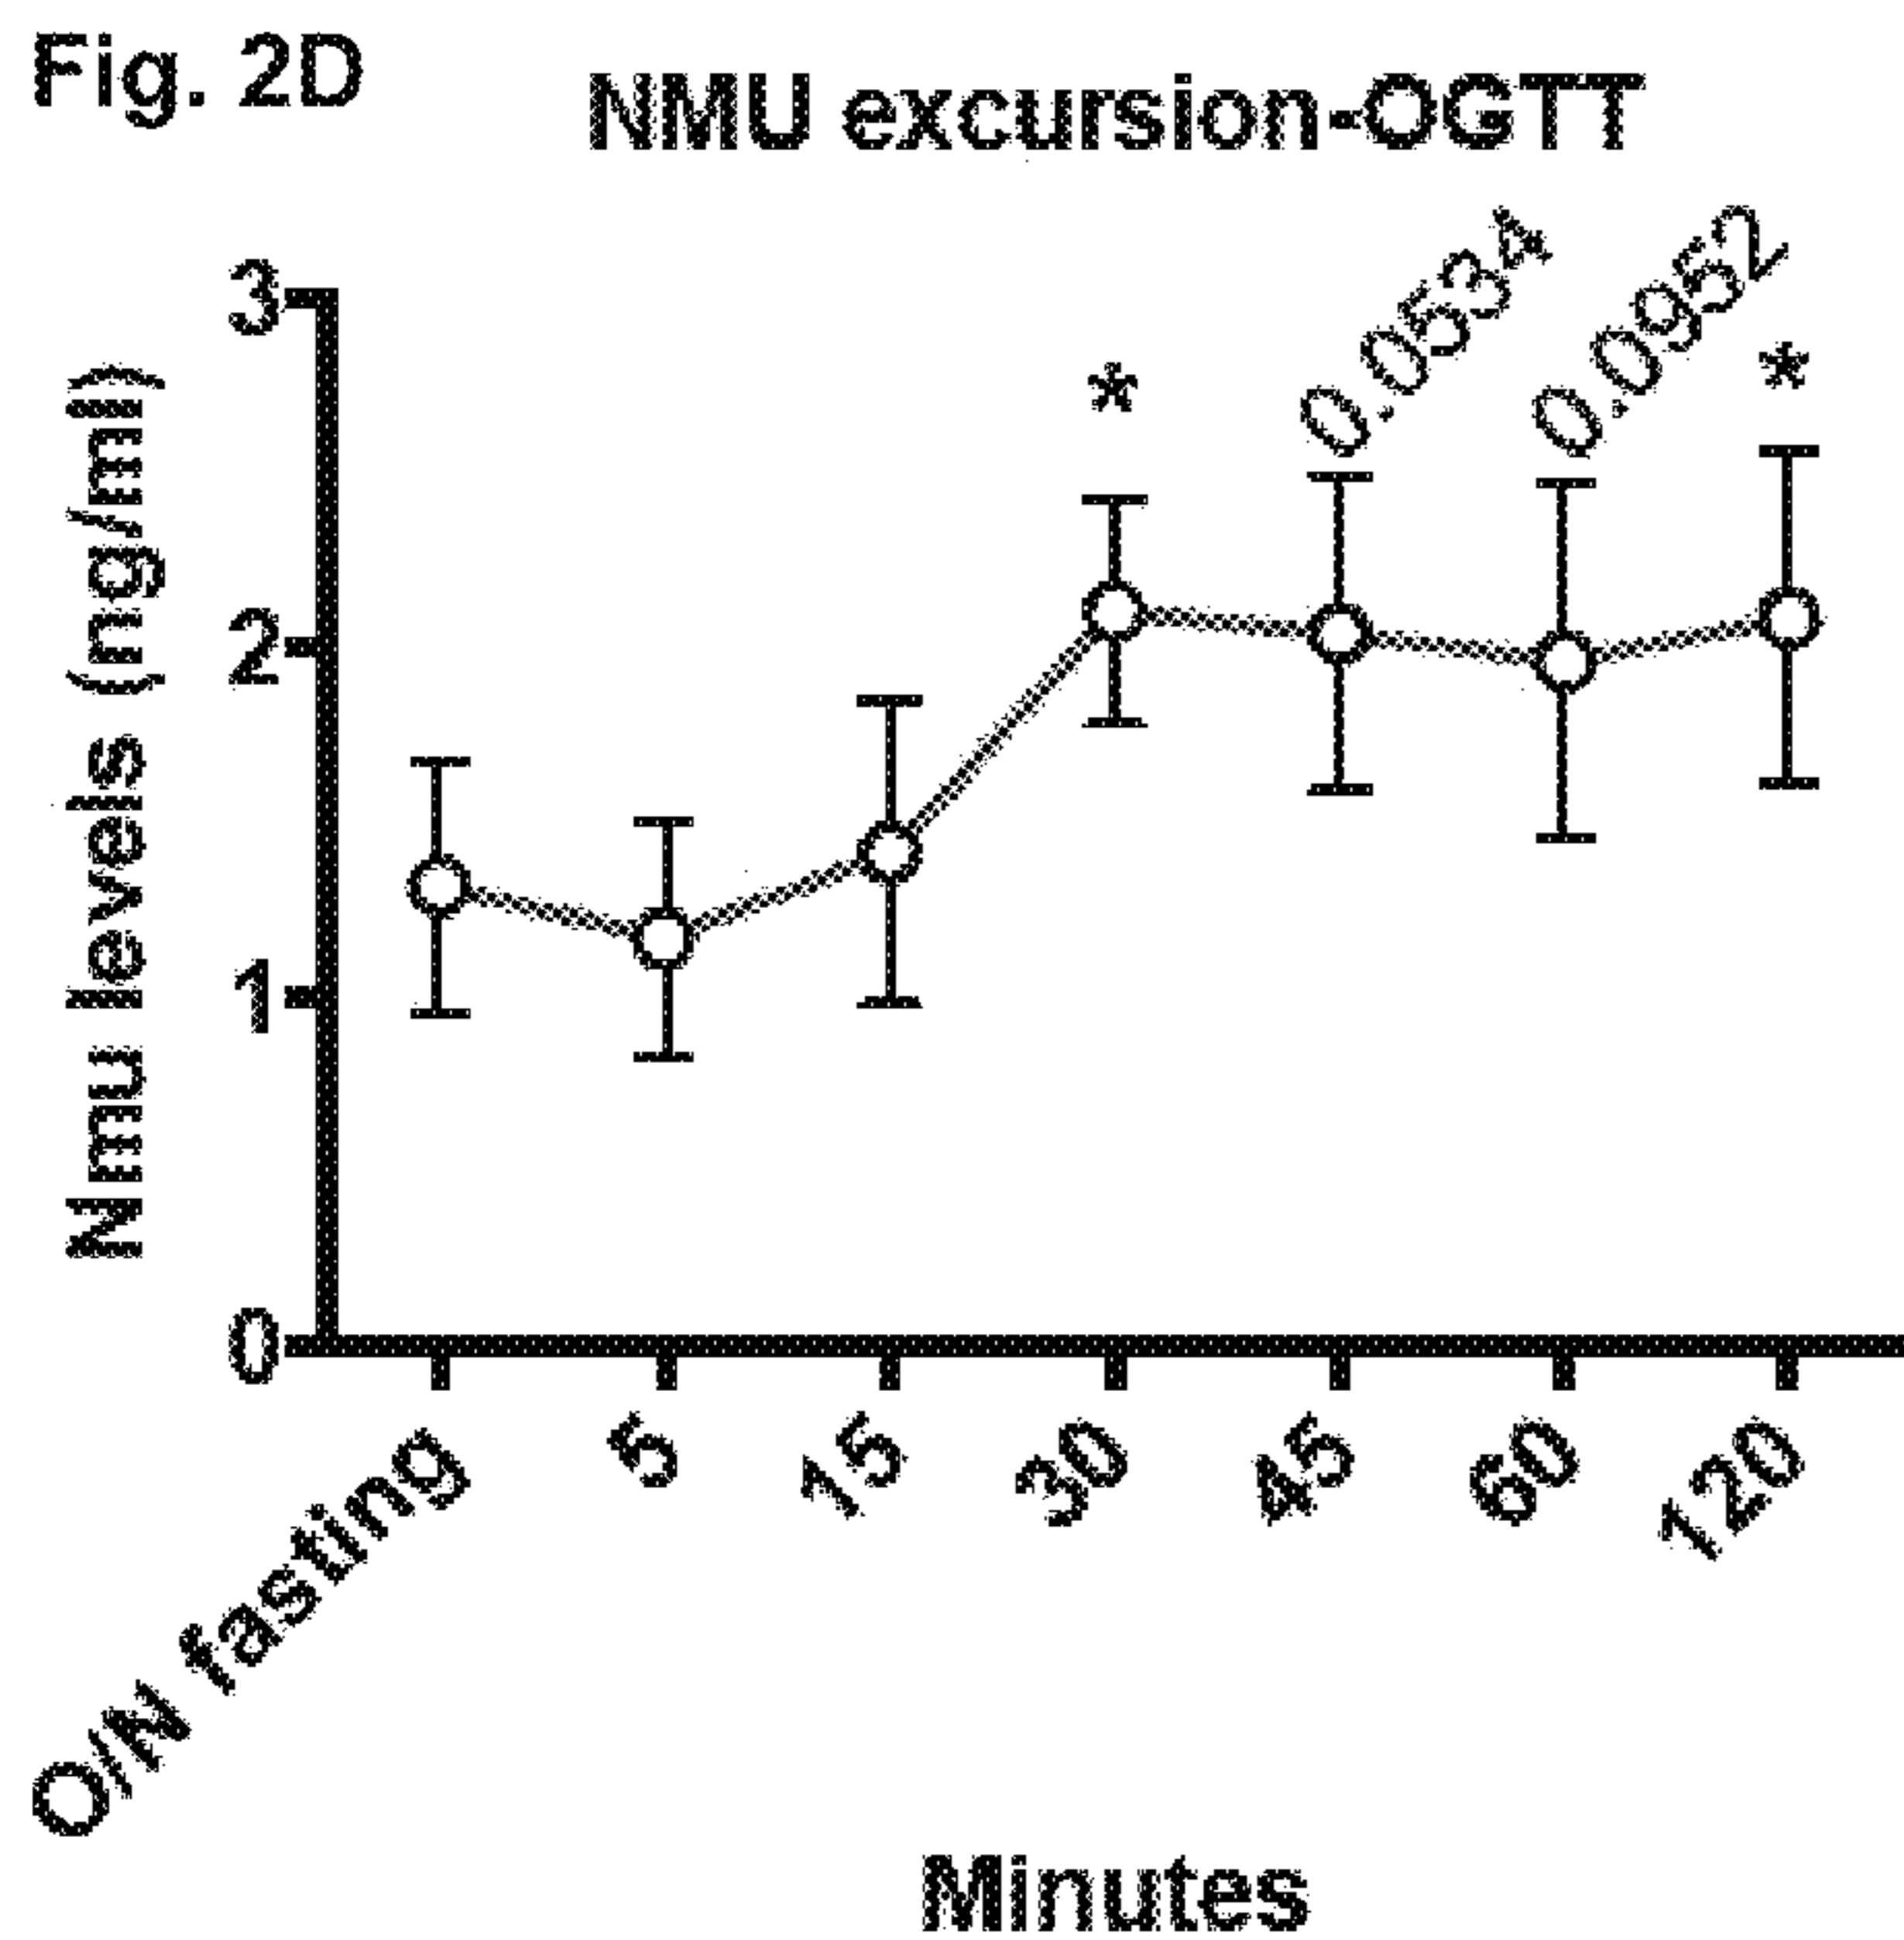 Fig. 2D
NMU excursion-OGTT
Nmu levels (mg/ml)
3
2
1
0
*
0.0534
0.0952
*
O/N fasting
5
15
30
45
60
120
Minutes